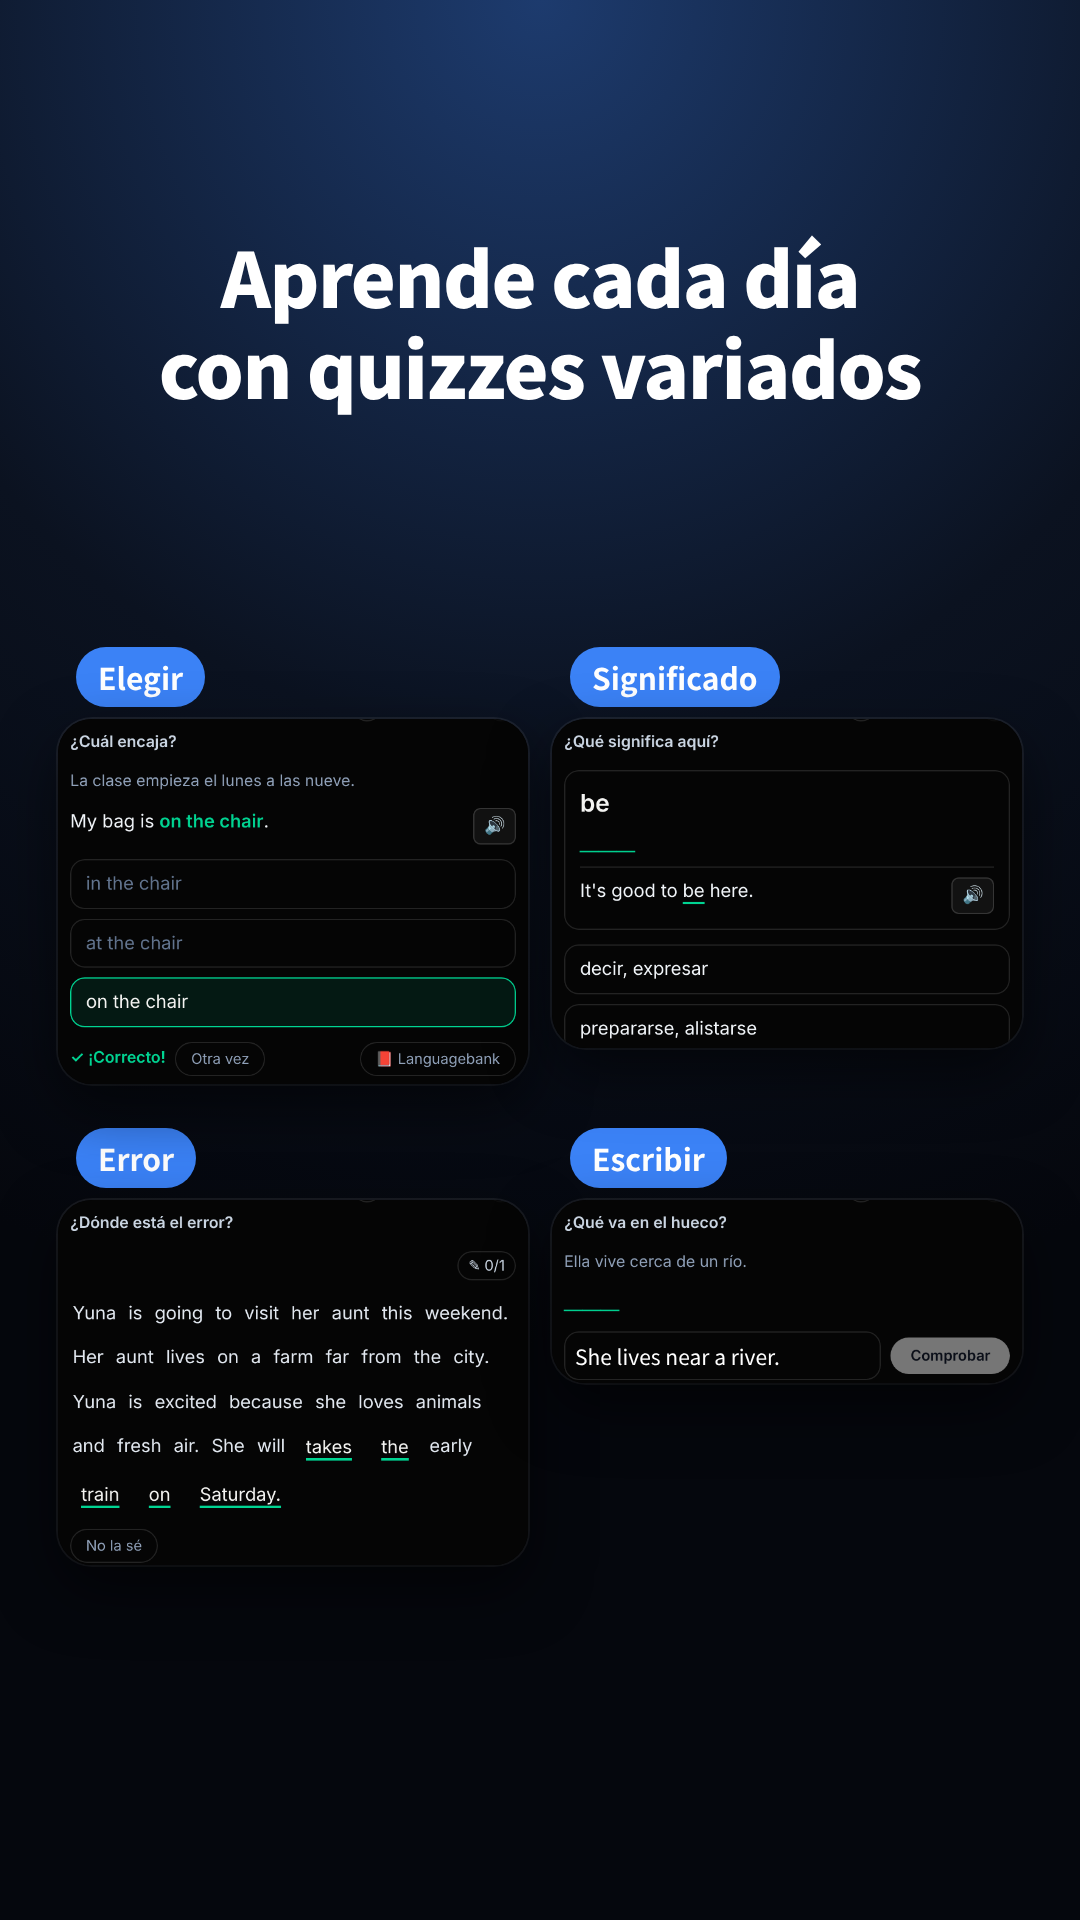 Aprende cada día
con quizzes variados
Elegir
¿Cuál encaja?
La clase empieza el lunes a las nueve.
My bag is on the chair.
in the chair
at the chair
on the chair
✓ ¡Correcto!
Otra vez
Languagebank
Significado
¿Qué significa aquí?
be
It's good to be here.
decir, expresar
prepararse, alistarse
Error
¿Dónde está el error?
✎ 0/1
Yuna is going to visit her aunt this weekend.
Her aunt lives on a farm far from the city.
Yuna is excited because she loves animals
and fresh air. She will takes the early
train on Saturday.
No la sé
Escribir
¿Qué va en el hueco?
Ella vive cerca de un río.
She lives near a river.
Comprobar